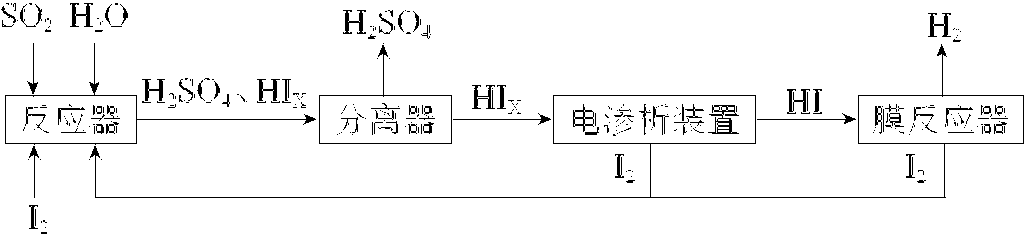 SO₂ H₂O
H₂SO₄
H₂
H₂SO₄、HIₓ
HIₓ
HI
反应器
分离器
电渗析装置
膜反应器
I₂
I₂
I₂